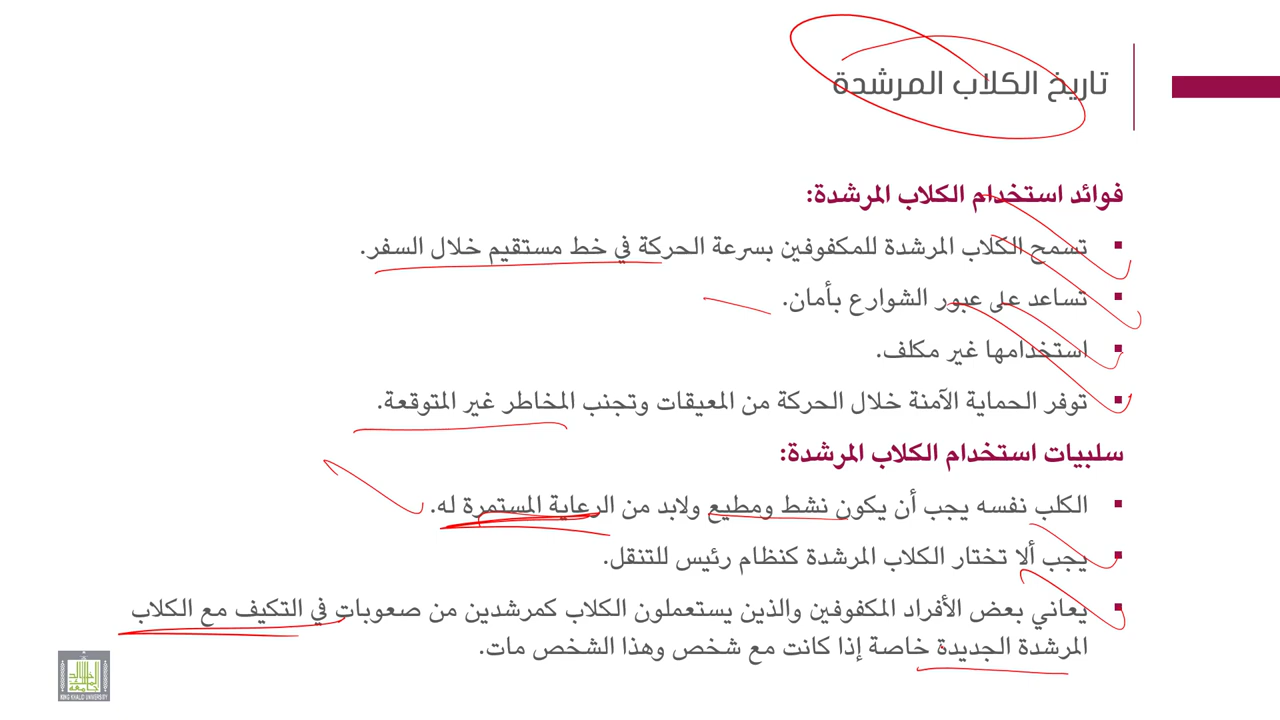 تاريخ الكلاب المرشدة
فوائد استخدام الكلاب المرشدة:
▪ تسمح الكلاب المرشدة للمكفوفين بسرعة الحركة في خط مستقيم خلال السفر.
▪ تساعد على عبور الشوارع بأمان.
▪ استخدامها غير مكلف.
▪ توفر الحماية الآمنة خلال الحركة من المعيقات وتجنب المخاطر غير المتوقعة.
سلبيات استخدام الكلاب المرشدة:
▪ الكلب نفسه يجب أن يكون نشط ومطيع ولابد من الرعاية المستمرة له.
▪ يجب ألا تختار الكلاب المرشدة كنظام رئيس للتنقل.
▪ يعاني بعض الأفراد المكفوفين والذين يستعملون الكلاب كمرشدين من صعوبات في التكيف مع الكلاب
المرشدة الجديدة خاصة إذا كانت مع شخص وهذا الشخص مات.
KING KHALID UNIVERSITY